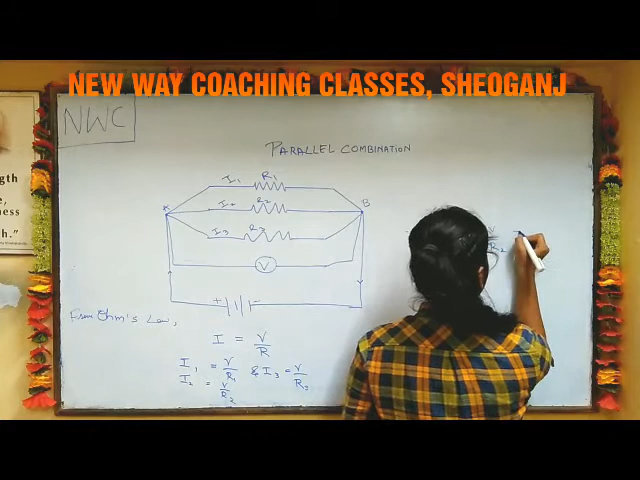 NEW WAY COACHING CLASSES, SHEOGANJ
NWC
PARALLEL COMBINATION
I1 R1
I2 R2
I3 R3
A B
V
+ -
From Ohm's Law,
I = V/R
I1 = V/R1 & I3 = V/R3
I2 = V/R2
V/R2